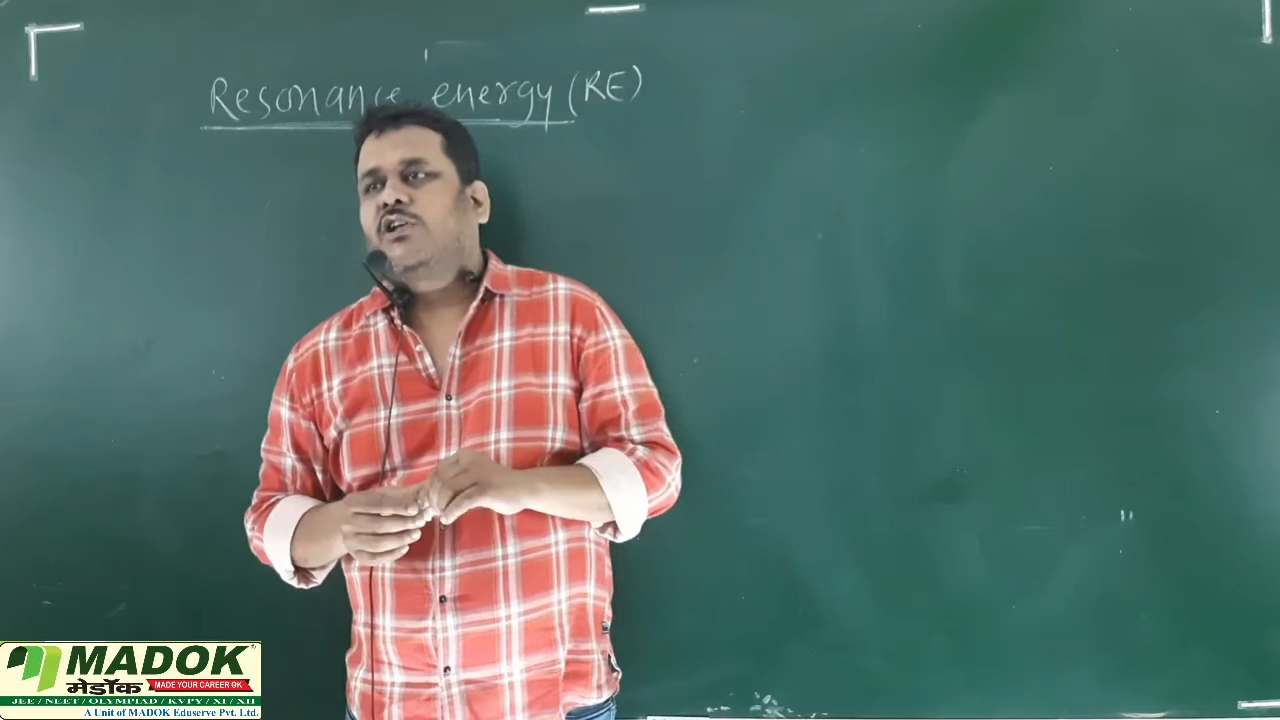 Resonance energy (RE)
MADOK
मेडॉक MAKE YOUR CAREER OK
JEE / NEET / OLYMPIAD / KVPY / XI / XII
A Unit of MADOK Eduserve Pvt. Ltd.